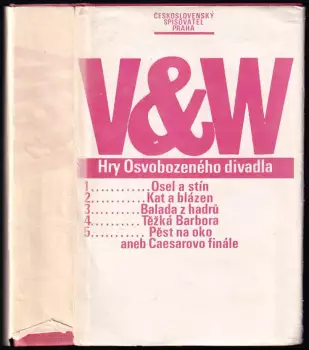 ČESKOSLOVENSKÝ
SPISOVATEL
PRAHA
V&W
Hry Osvobozeného divadla
1...........Osel a stín
2...........Kat a blázen
3..........Balada z hadrů
4..........Těžká Barbora
5.......... Pěst na oko
aneb Caesarovo finále